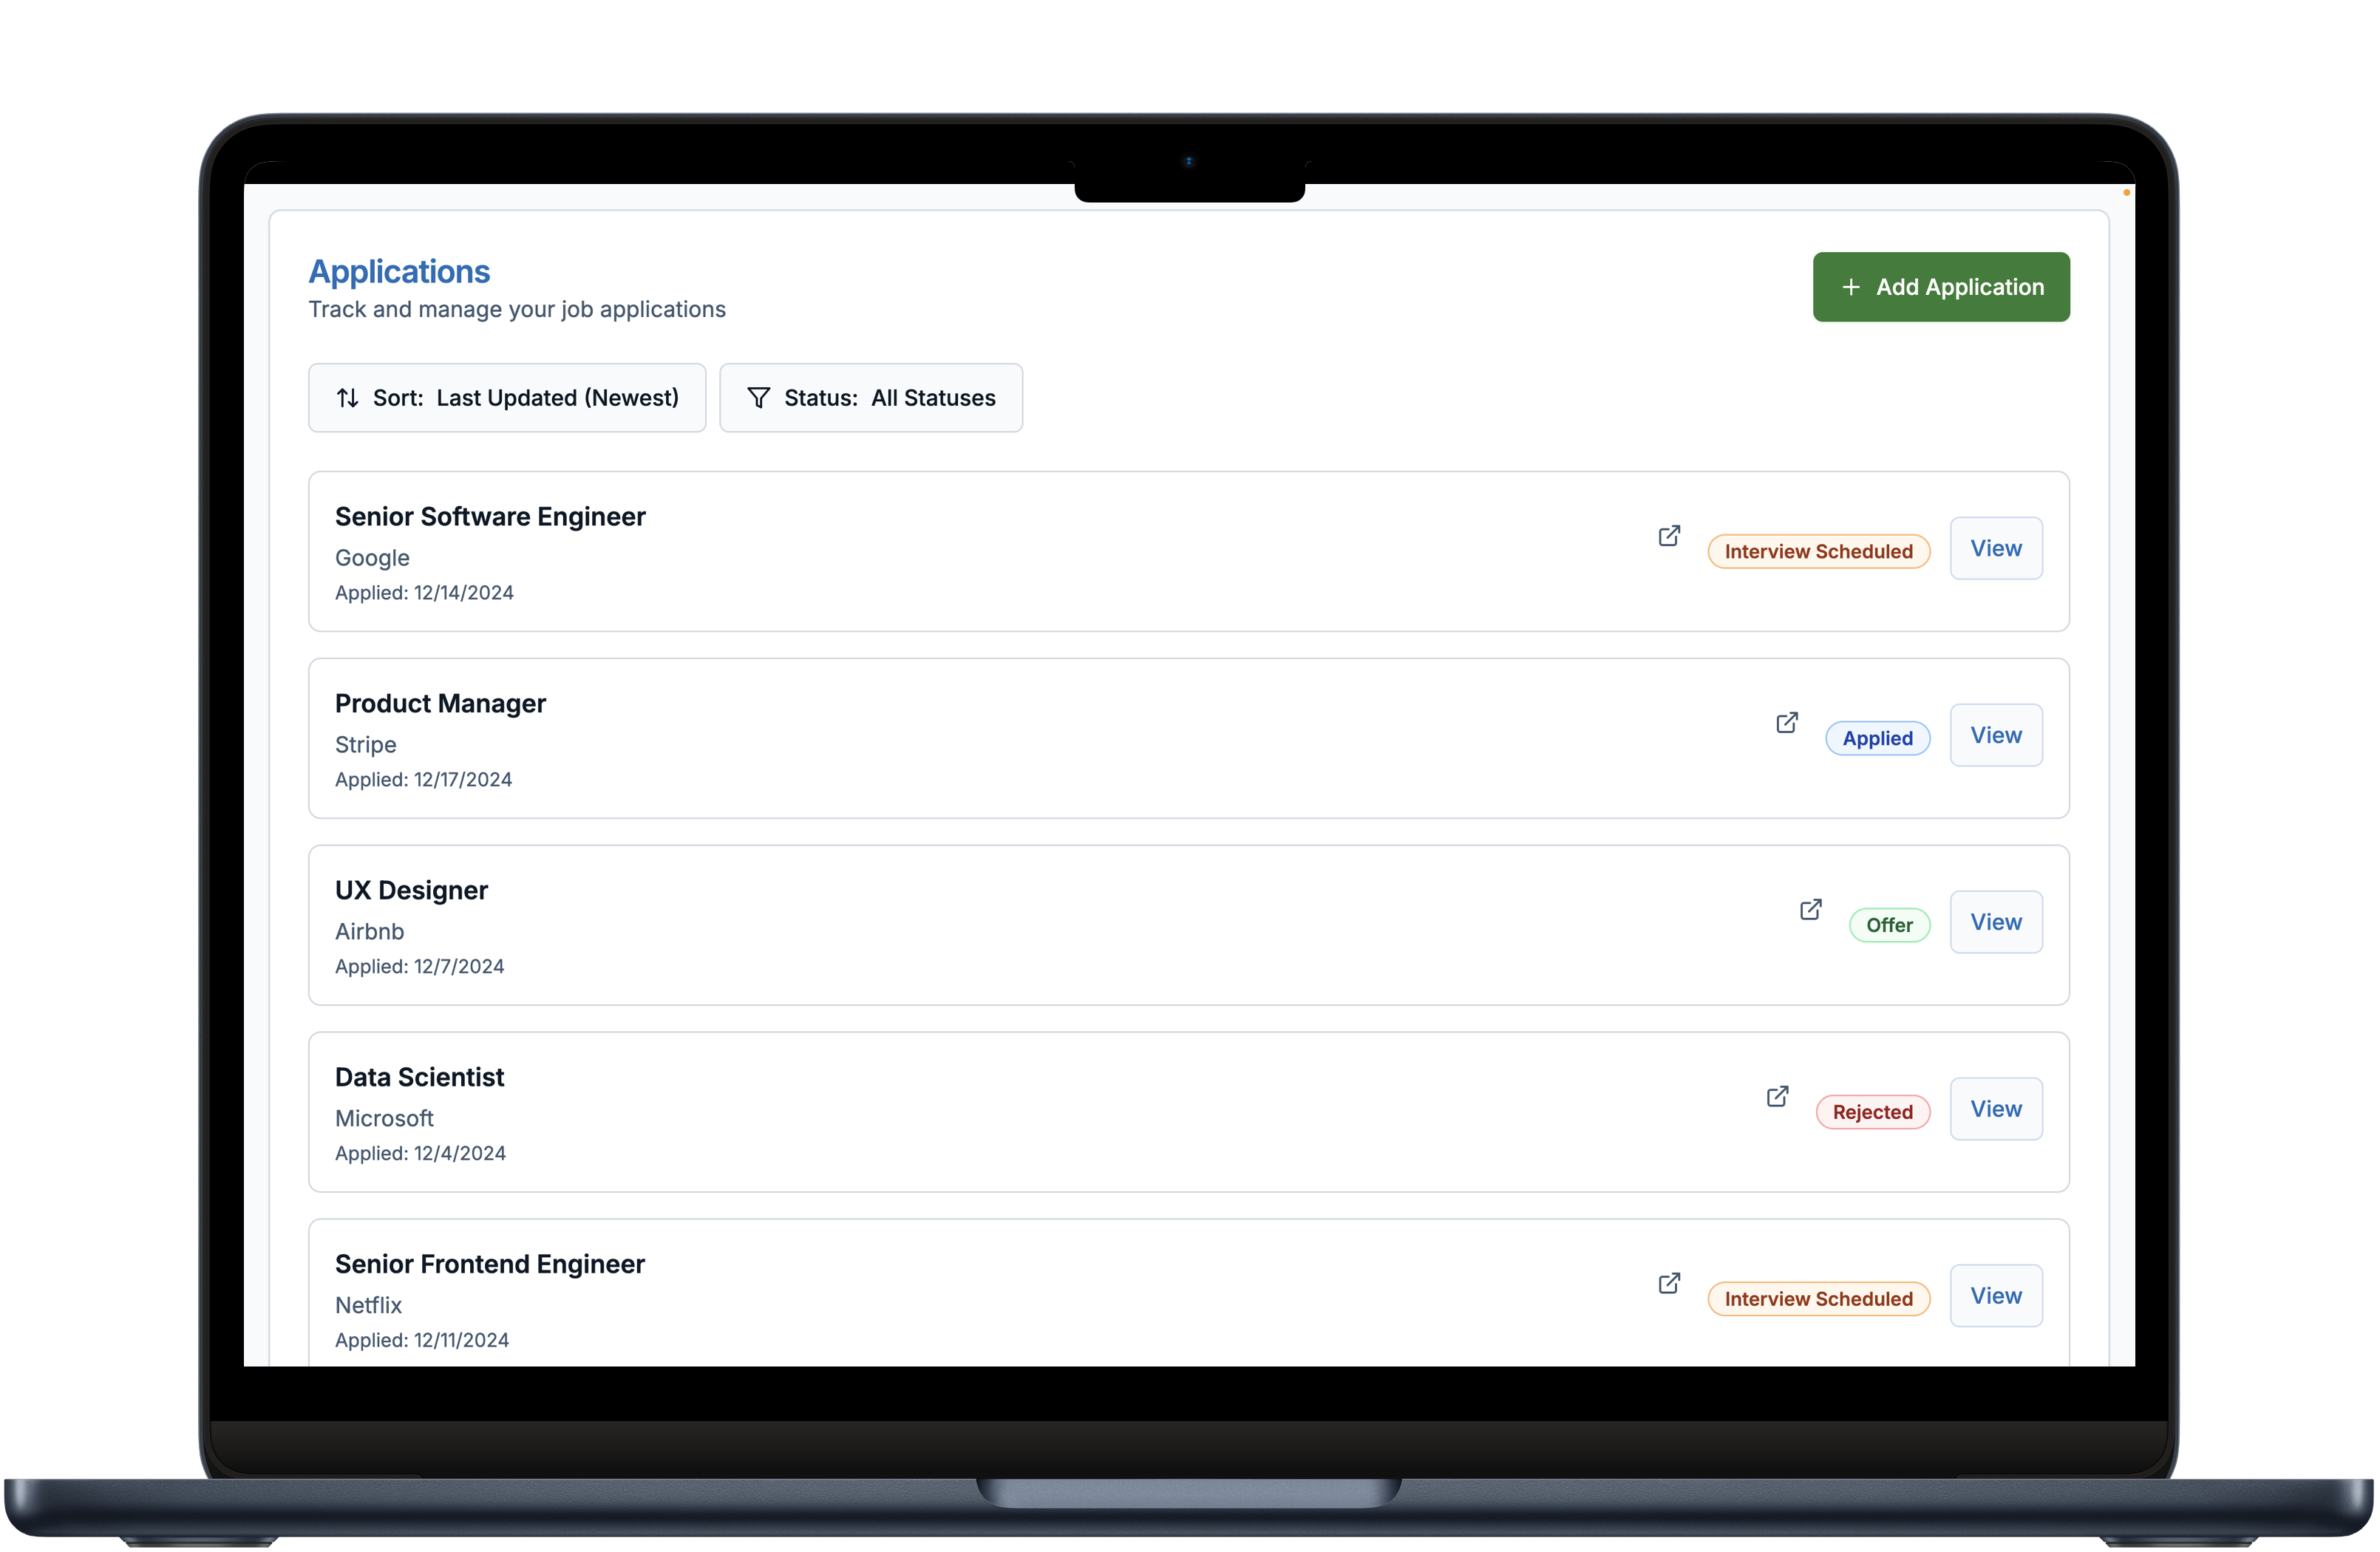 Applications
Track and manage your job applications
Add Application
Sort: Last Updated (Newest)
Status: All Statuses
Senior Software Engineer
Google
Applied: 12/14/2024
Interview Scheduled
View
Product Manager
Stripe
Applied: 12/17/2024
Applied
View
UX Designer
Airbnb
Applied: 12/7/2024
Offer
View
Data Scientist
Microsoft
Applied: 12/4/2024
Rejected
View
Senior Frontend Engineer
Netflix
Applied: 12/11/2024
Interview Scheduled
View